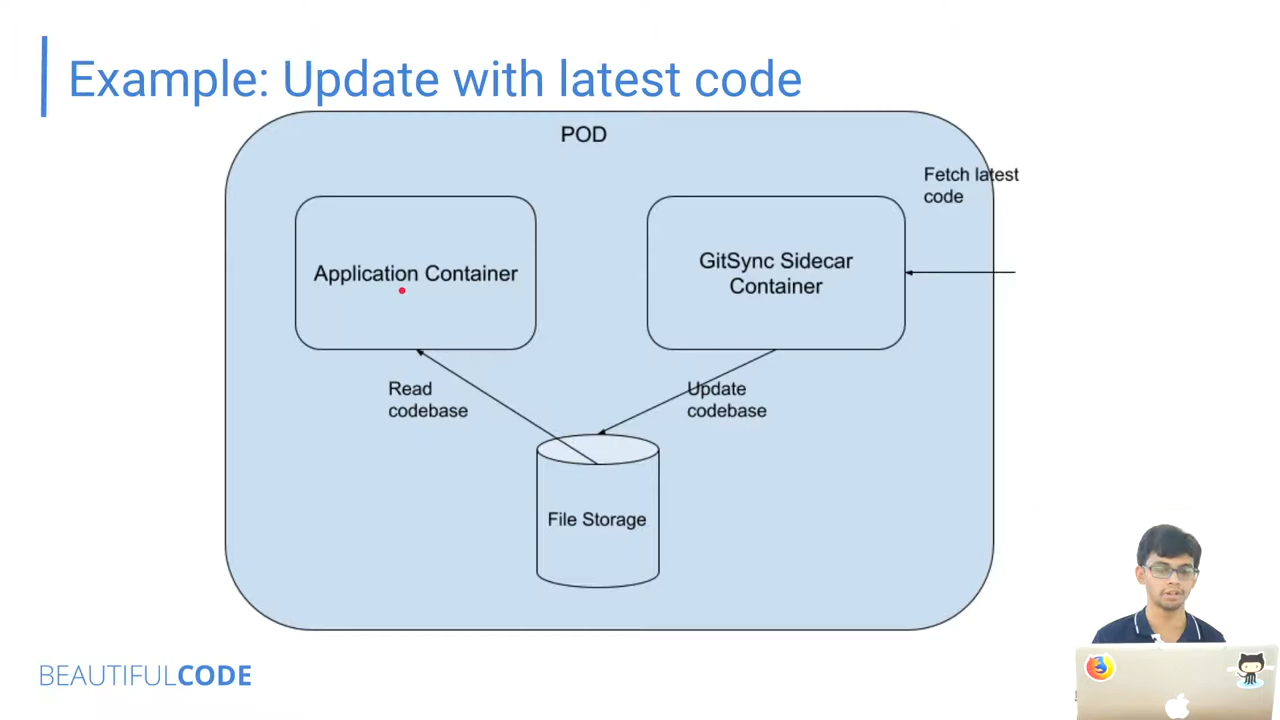 Example: Update with latest code
POD
Fetch latest
code
Application Container
GitSync Sidecar
Container
Read
codebase
Update
codebase
File Storage
BEAUTIFULCODE